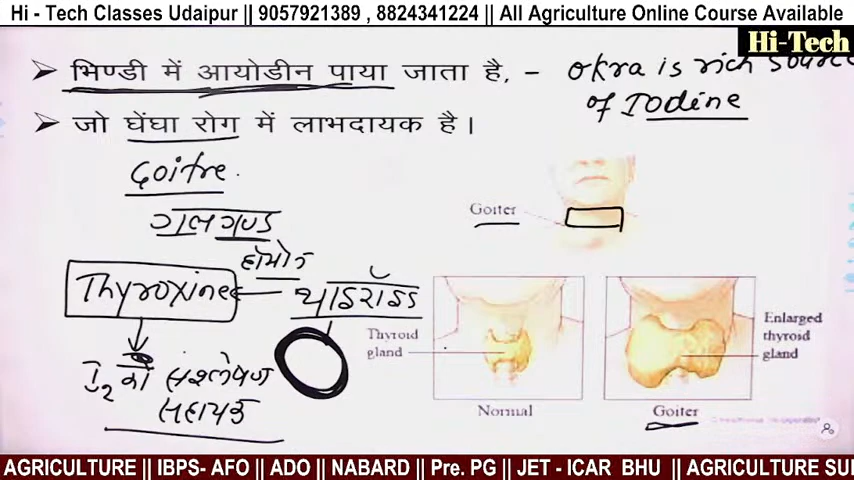 Hi - Tech Classes Udaipur || 9057921389 , 8824341224 || All Agriculture Online Course Available
Hi-Tech
➢ भिण्डी में आयोडीन पाया जाता है, - okra is rich source
of Iodine
➢ जो घेंघा रोग में लाभदायक है।
Goitre.
गलगण्ड
Goiter
हॉर्मोन
Thyroxine
थाइरॉइड
Thyroid
gland
Enlarged
thyroid
gland
I2 को संश्लेषण
सहायक
Normal
Goiter
AGRICULTURE || IBPS- AFO || ADO || NABARD || Pre. PG || JET - ICAR BHU || AGRICULTURE SU